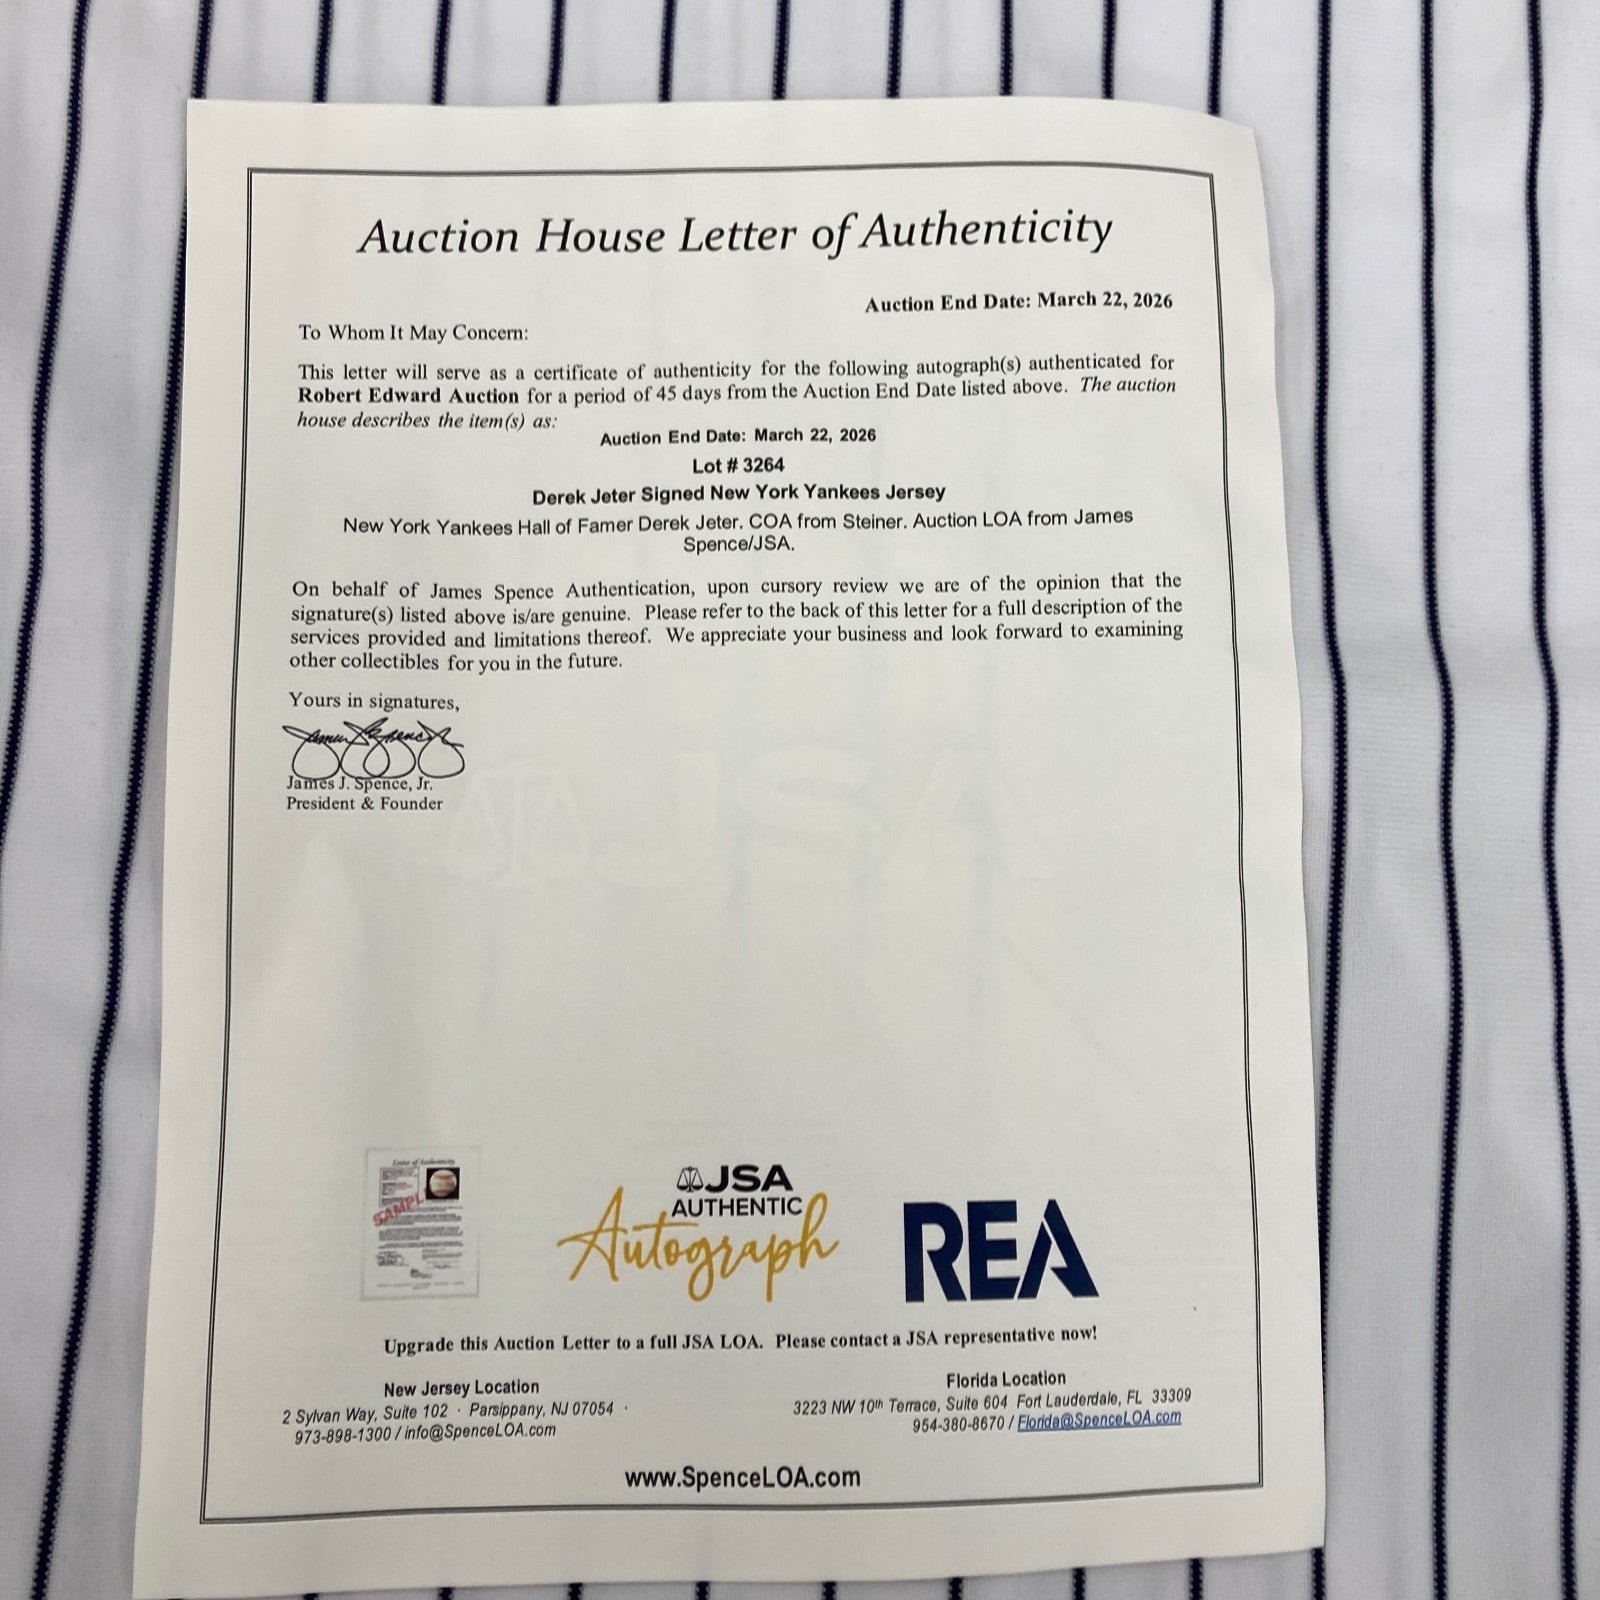 Auction House Letter of Authenticity
Auction End Date: March 22, 2026
To Whom It May Concern:
This letter will serve as a certificate of authenticity for the following autograph(s) authenticated for
Robert Edward Auction for a period of 45 days from the Auction End Date listed above. The auction
house describes the item(s) as:
Auction End Date: March 22, 2026
Lot # 3264
Derek Jeter Signed New York Yankees Jersey
New York Yankees Hall of Famer Derek Jeter. COA from Steiner. Auction LOA from James
Spence/JSA.
On behalf of James Spence Authentication, upon cursory review we are of the opinion that the
signature(s) listed above is/are genuine. Please refer to the back of this letter for a full description of the
services provided and limitations thereof. We appreciate your business and look forward to examining
other collectibles for you in the future.
Yours in signatures,
James J. Spence, Jr.
President & Founder
Letter of Authenticity
SAMPLE
JSA
AUTHENTIC
Autograph
REA
Upgrade this Auction Letter to a full JSA LOA. Please contact a JSA representative now!
New Jersey Location
2 Sylvan Way, Suite 102 · Parsippany, NJ 07054 ·
973-898-1300 / info@SpenceLOA.com
Florida Location
3223 NW 10th Terrace, Suite 604 Fort Lauderdale, FL 33309
954-380-8670 / Florida@SpenceLOA.com
www.SpenceLOA.com